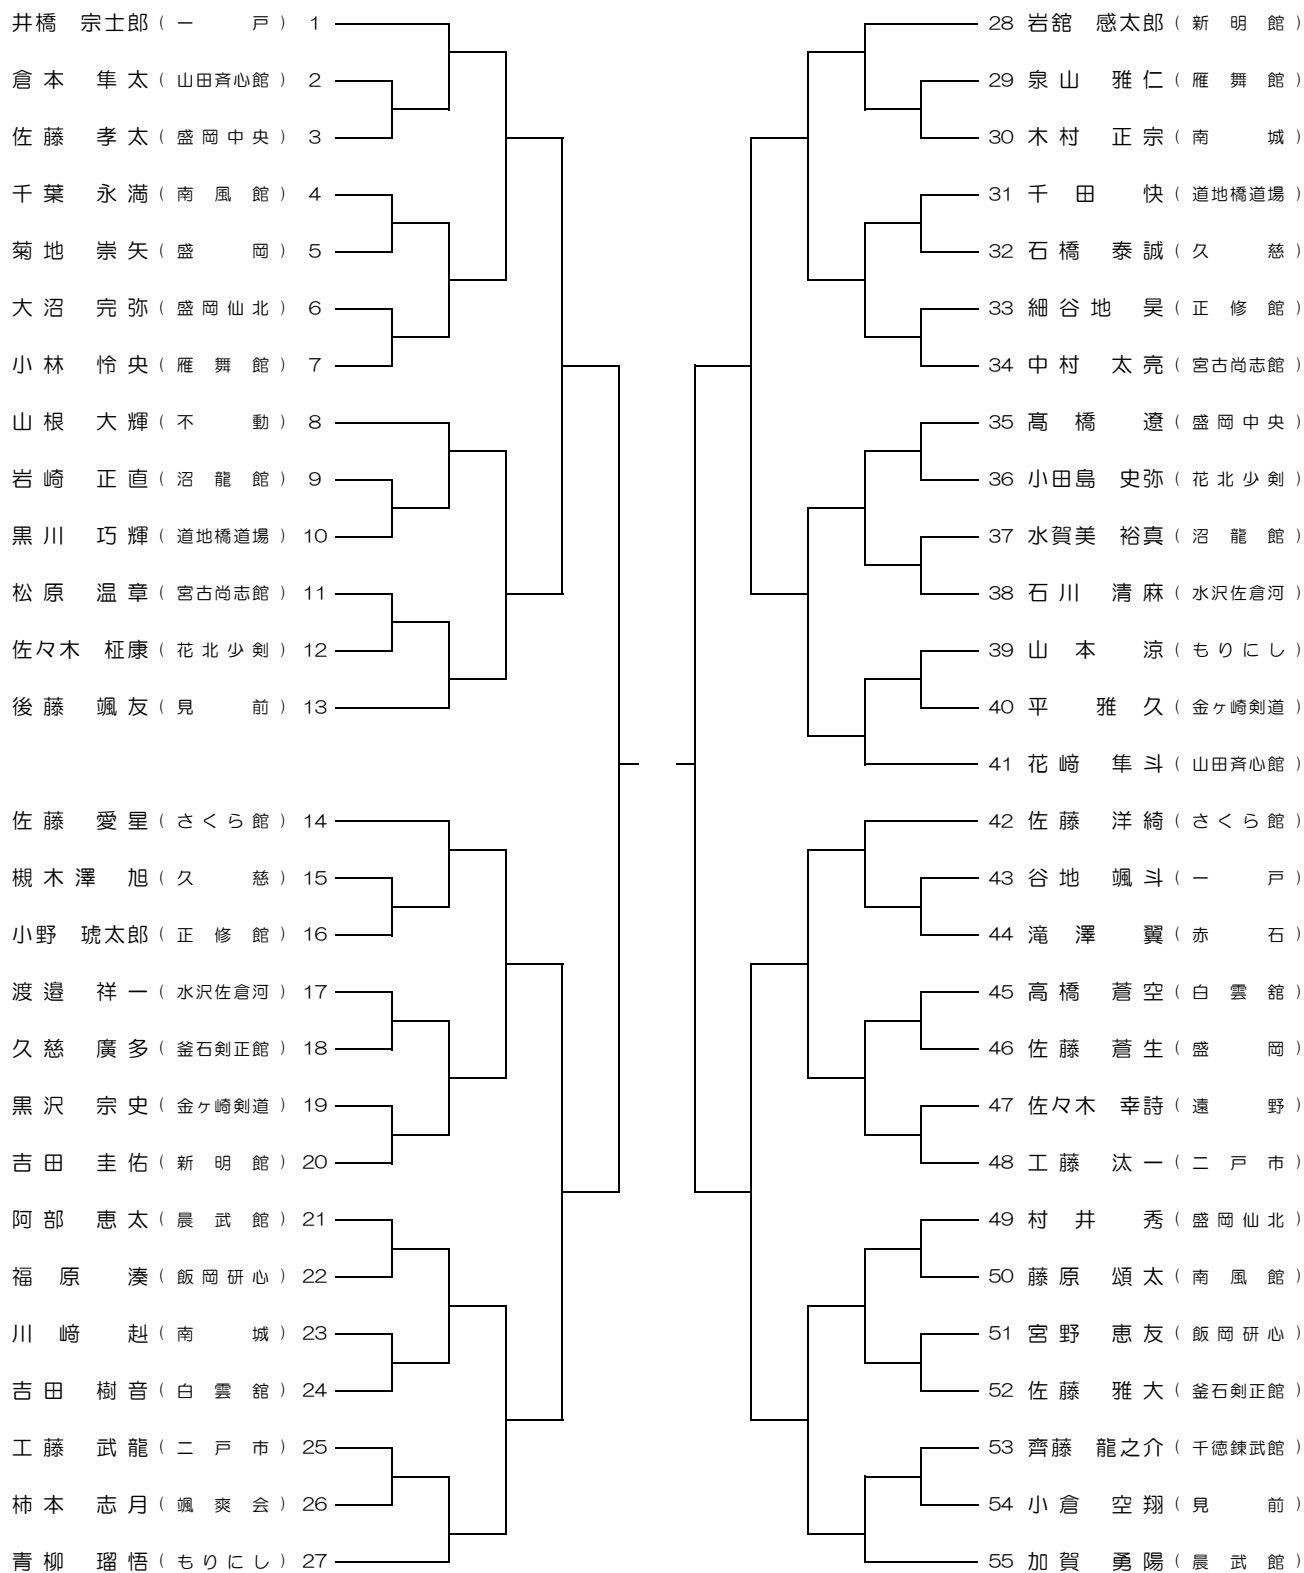 井橋 宗士郎 ( 一戸 ) 1
倉本 隼太 ( 山田斉心館 ) 2
佐藤 孝太 ( 盛岡中央 ) 3
千葉 永満 ( 南風館 ) 4
菊地 崇矢 ( 盛岡 ) 5
大沼 完弥 ( 盛岡仙北 ) 6
小林 怜央 ( 雁舞館 ) 7
山根 大輝 ( 不動 ) 8
岩崎 正直 ( 沼龍館 ) 9
黒川 巧輝 ( 道地橋道場 ) 10
松原 温章 ( 宮古尚志館 ) 11
佐々木 柾康 ( 花北少剣 ) 12
後藤 颯友 ( 見前 ) 13
佐藤 愛星 ( さくら館 ) 14
槻木澤 旭 ( 久慈 ) 15
小野 琥太郎 ( 正修館 ) 16
渡邉 祥一 ( 水沢佐倉河 ) 17
久慈 廣多 ( 釜石剣正館 ) 18
黒沢 宗史 ( 金ヶ崎剣道 ) 19
吉田 圭佑 ( 新明館 ) 20
阿部 恵太 ( 晨武館 ) 21
福原 湊 ( 飯岡研心 ) 22
川﨑 赳 ( 南城 ) 23
吉田 樹音 ( 白雲舘 ) 24
工藤 武龍 ( 二戸市 ) 25
柿本 志月 ( 颯爽会 ) 26
青柳 瑠悟 ( もりにし ) 27
28 岩舘 感太郎 ( 新明館 )
29 泉山 雅仁 ( 雁舞館 )
30 木村 正宗 ( 南城 )
31 千田 快 ( 道地橋道場 )
32 石橋 泰誠 ( 久慈 )
33 細谷地 昊 ( 正修館 )
34 中村 太亮 ( 宮古尚志館 )
35 髙橋 遼 ( 盛岡中央 )
36 小田島 史弥 ( 花北少剣 )
37 水賀美 裕真 ( 沼龍館 )
38 石川 清麻 ( 水沢佐倉河 )
39 山本 涼 ( もりにし )
40 平 雅久 ( 金ヶ崎剣道 )
41 花﨑 隼斗 ( 山田斉心館 )
42 佐藤 洋綺 ( さくら館 )
43 谷地 颯斗 ( 一戸 )
44 滝澤 翼 ( 赤石 )
45 高橋 蒼空 ( 白雲舘 )
46 佐藤 蒼生 ( 盛岡 )
47 佐々木 幸詩 ( 遠野 )
48 工藤 汰一 ( 二戸市 )
49 村井 秀 ( 盛岡仙北 )
50 藤原 頌太 ( 南風館 )
51 宮野 恵友 ( 飯岡研心 )
52 佐藤 雅大 ( 釜石剣正館 )
53 齊藤 龍之介 ( 千徳錬武館 )
54 小倉 空翔 ( 見前 )
55 加賀 勇陽 ( 晨武館 )